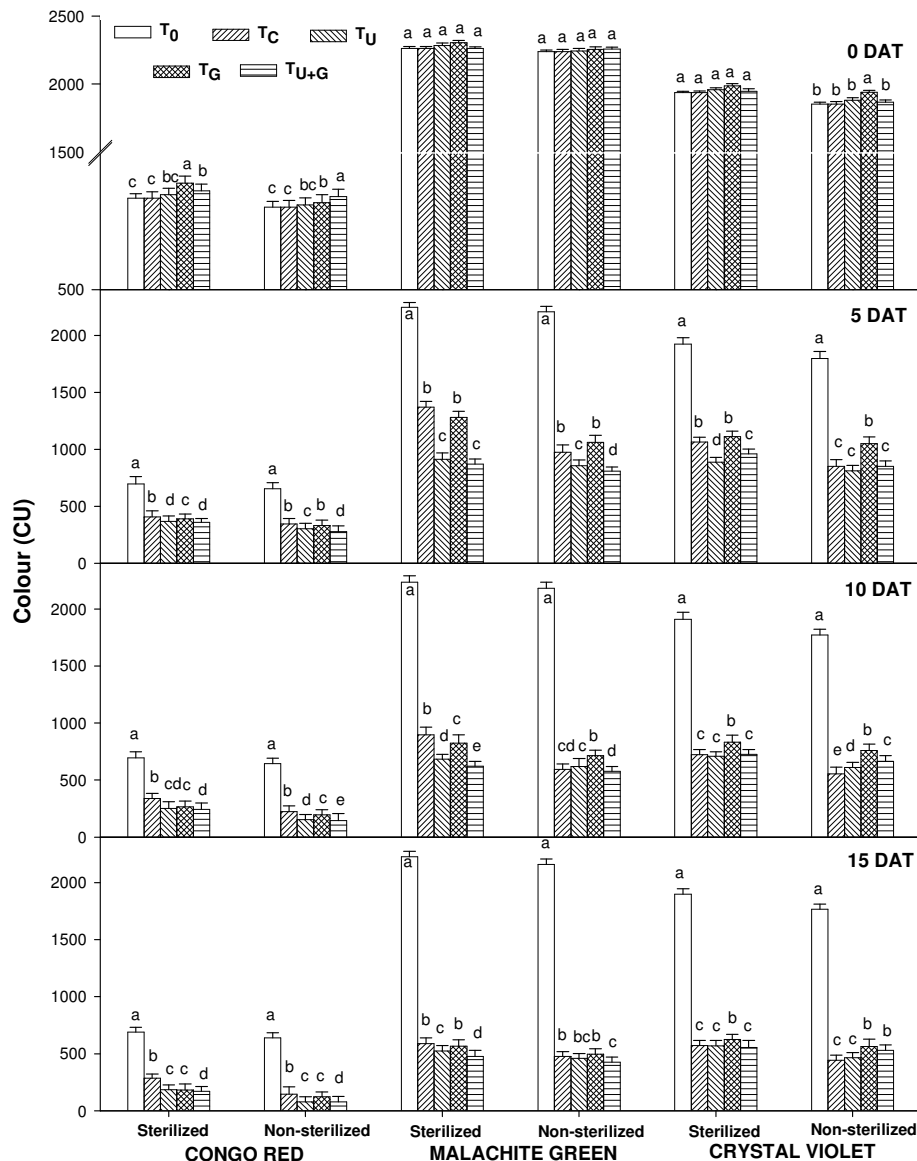 2500
T0 TC TU
TG TU+G
0 DAT
a a a a a a a a a a a a a a a b b b a b
2000
1500
c c bc a b c c bc b a
500
5 DAT
a a a a
2000
1500
b c b c b c b d b d b c c c b c
1000
a b d c d a b c b d
500
0
10 DAT
a a a a
2000
1500
b d c e cd d b d c c b c e d b c
1000
a b cd c d a b d c e
500
0
15 DAT
a a a a
2000
1500
b c b d b bc b c c c b c c c b b
1000
a b c c d a b c c d
500
0
Colour (CU)
Sterilized Non-sterilized Sterilized Non-sterilized Sterilized Non-sterilized
CONGO RED MALACHITE GREEN CRYSTAL VIOLET